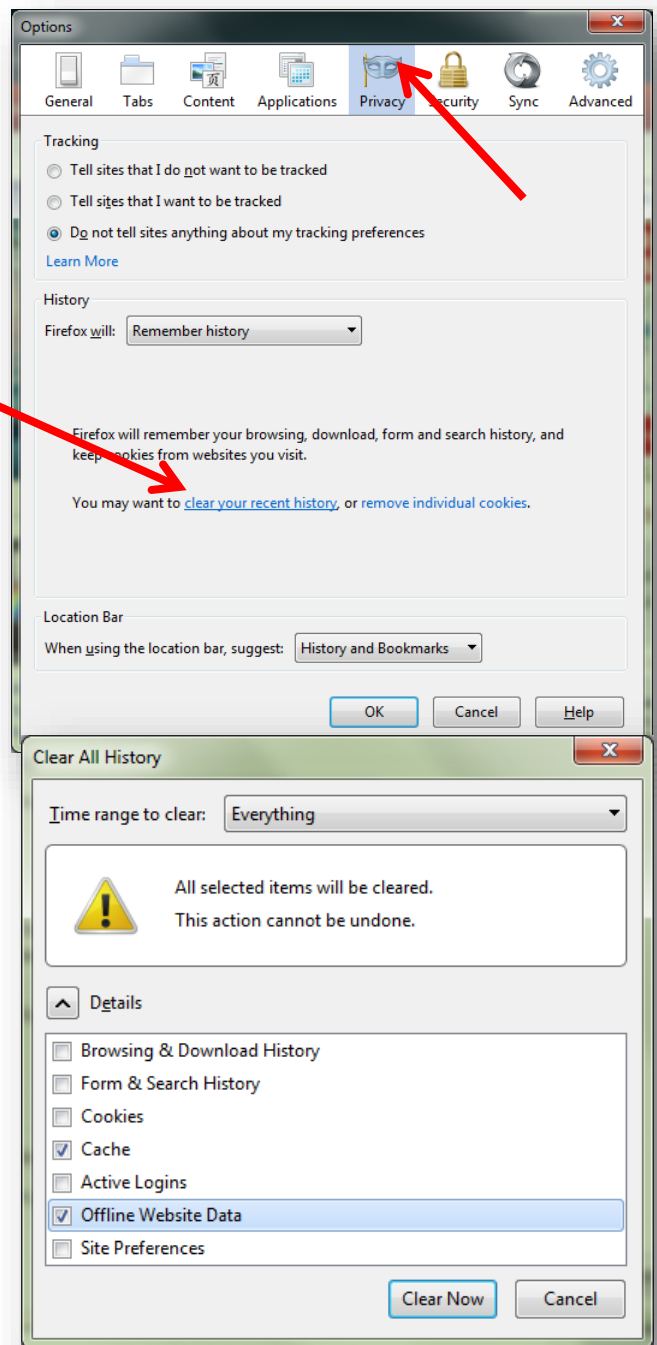 Options
General Tabs Content Applications Privacy Security Sync Advanced
Tracking
Tell sites that I do not want to be tracked
Tell sites that I want to be tracked
Do not tell sites anything about my tracking preferences
Learn More
History
Firefox will: Remember history
Firefox will remember your browsing, download, form and search history, and
keep cookies from websites you visit.
You may want to clear your recent history, or remove individual cookies.
Location Bar
When using the location bar, suggest: History and Bookmarks
OK Cancel Help
Clear All History
Time range to clear: Everything
All selected items will be cleared.
This action cannot be undone.
Details
Browsing & Download History
Form & Search History
Cookies
Cache
Active Logins
Offline Website Data
Site Preferences
Clear Now Cancel